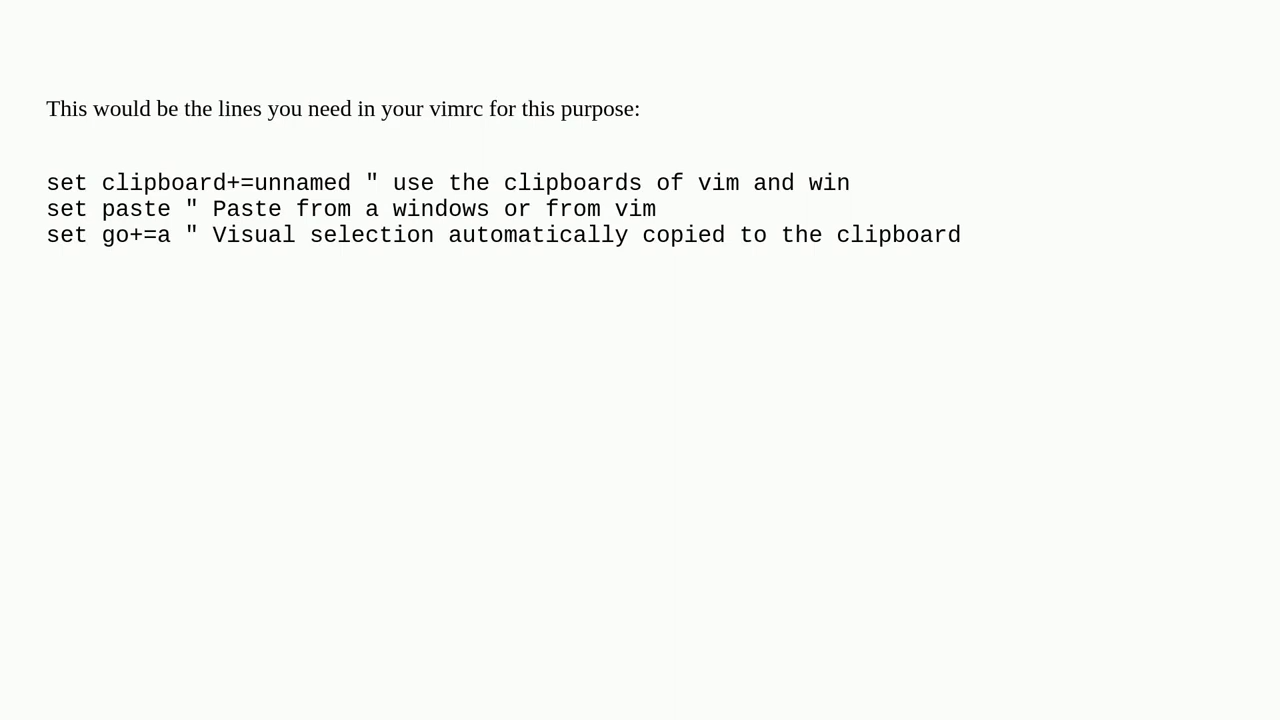 This would be the lines you need in your vimrc for this purpose:
set clipboard+=unnamed " use the clipboards of vim and win
set paste " Paste from a windows or from vim
set go+=a " Visual selection automatically copied to the clipboard